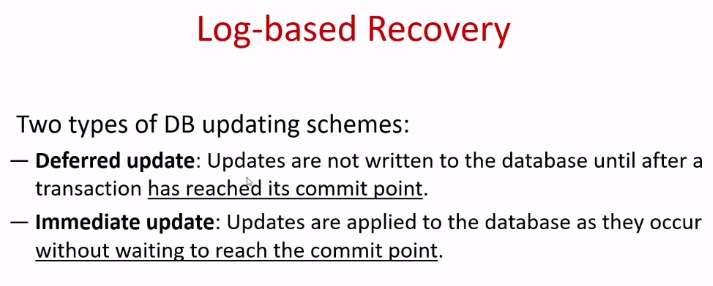 Log-based Recovery
Two types of DB updating schemes:
— Deferred update: Updates are not written to the database until after a
transaction has reached its commit point.
— Immediate update: Updates are applied to the database as they occur
without waiting to reach the commit point.